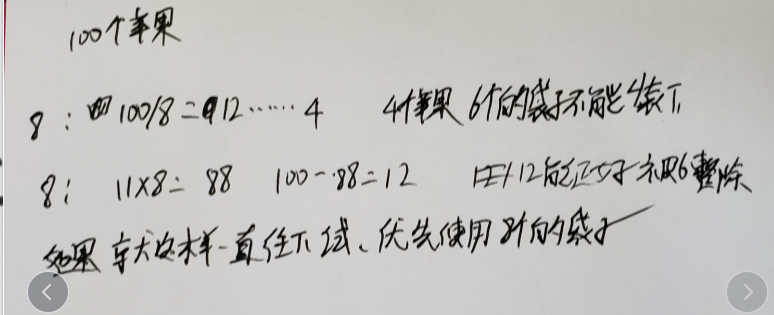 100个苹果
8: 100/8=12……4 4个苹果 6个的袋子不能装下
8: 11×8=88 100-88=12 12能正好被6整除
如果 就这样一直往下试、优先使用8个的袋子